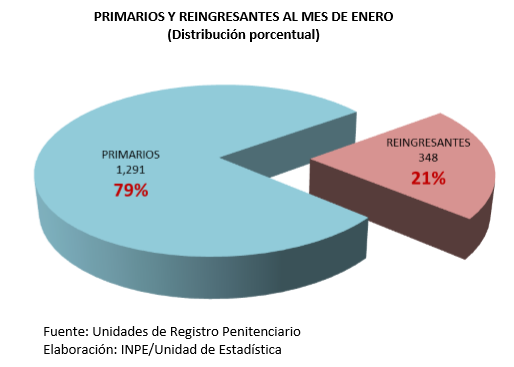 PRIMARIOS Y REINGRESANTES AL MES DE ENERO
(Distribución porcentual)
PRIMARIOS
1,291
79%
REINGRESANTES
348
21%
Fuente: Unidades de Registro Penitenciario
Elaboración: INPE/Unidad de Estadística